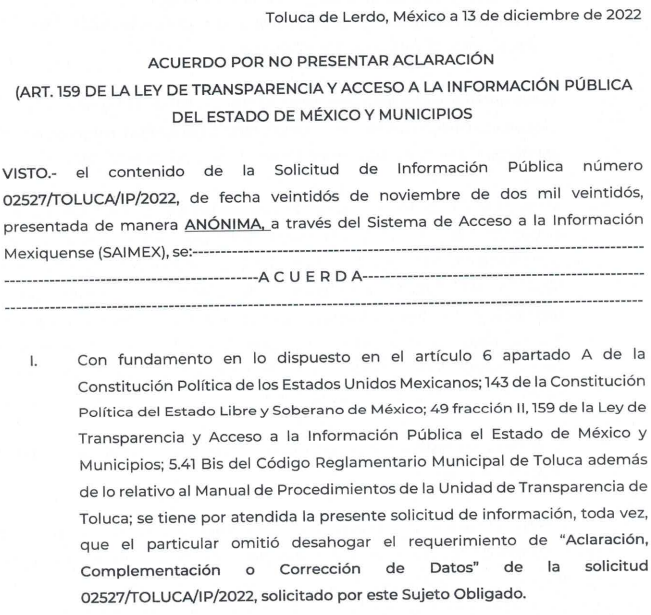 Toluca de Lerdo, México a 13 de diciembre de 2022
ACUERDO POR NO PRESENTAR ACLARACIÓN
(ART. 159 DE LA LEY DE TRANSPARENCIA Y ACCESO A LA INFORMACIÓN PÚBLICA
DEL ESTADO DE MÉXICO Y MUNICIPIOS
VISTO.- el contenido de la Solicitud de Información Pública número
02527/TOLUCA/IP/2022, de fecha veintidós de noviembre de dos mil veintidós,
presentada de manera ANÓNIMA, a través del Sistema de Acceso a la Información
Mexiquense (SAIMEX), se:--------------------------------------------------------------------------------
---------------------------------------------A C U E R D A--------------------------------------------------
------------------------------------------------------------------------------------------------------------------
I. Con fundamento en lo dispuesto en el artículo 6 apartado A de la
Constitución Política de los Estados Unidos Mexicanos; 143 de la Constitución
Política del Estado Libre y Soberano de México; 49 fracción II, 159 de la Ley de
Transparencia y Acceso a la Información Pública el Estado de México y
Municipios; 5.41 Bis del Código Reglamentario Municipal de Toluca además
de lo relativo al Manual de Procedimientos de la Unidad de Transparencia de
Toluca; se tiene por atendida la presente solicitud de información, toda vez,
que el particular omitió desahogar el requerimiento de “Aclaración,
Complementación o Corrección de Datos” de la solicitud
02527/TOLUCA/IP/2022, solicitado por este Sujeto Obligado.